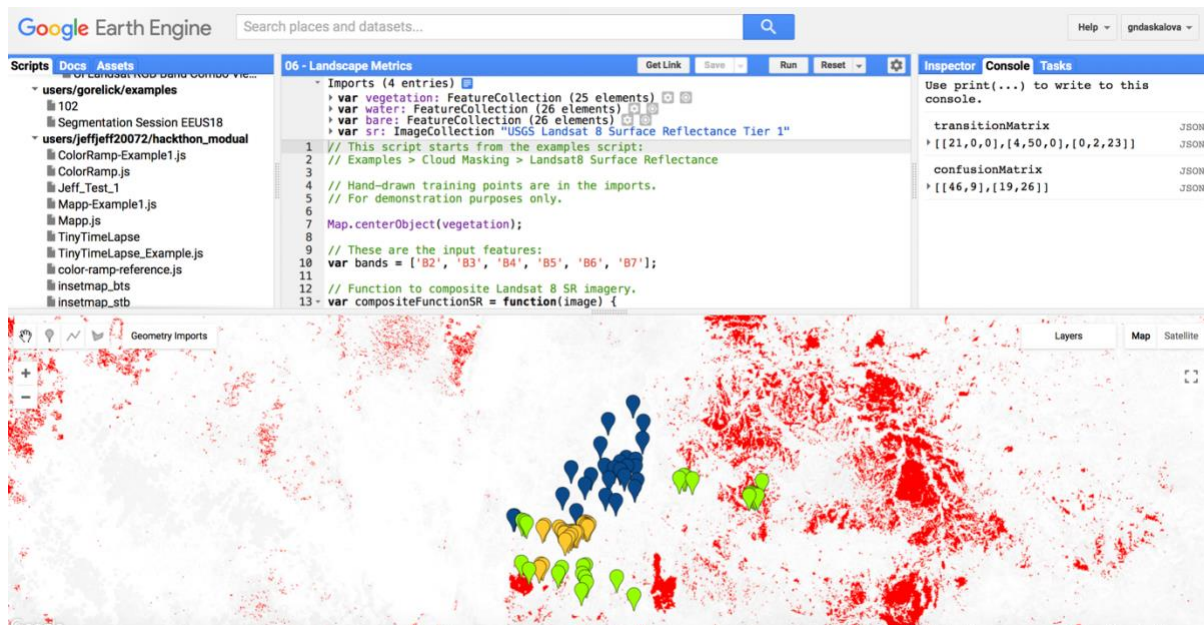 Google Earth Engine
Search places and datasets...
Help
gndaskalova
Scripts Docs Assets
users/gorelick/examples
102
Segmentation Session EEUS18
users/jeffjeff20072/hackthon_modual
ColorRamp-Example1.js
ColorRamp.js
Jeff_Test_1
Mapp-Example1.js
Mapp.js
TinyTimeLapse
TinyTimeLapse_Example.js
color-ramp-reference.js
insetmap_bts
insetmap_stb
06 - Landscape Metrics
Get Link Save Run Reset
Imports (4 entries)
var vegetation: FeatureCollection (25 elements)
var water: FeatureCollection (26 elements)
var bare: FeatureCollection (26 elements)
var sr: ImageCollection "USGS Landsat 8 Surface Reflectance Tier 1"
1 // This script starts from the examples script:
2 // Examples > Cloud Masking > Landsat8 Surface Reflectance
3
4 // Hand-drawn training points are in the imports.
5 // For demonstration purposes only.
6
7 Map.centerObject(vegetation);
8
9 // These are the input features:
10 var bands = ['B2', 'B3', 'B4', 'B5', 'B6', 'B7'];
11
12 // Function to composite Landsat 8 SR imagery.
13 var compositeFunctionSR = function(image) {
Inspector Console Tasks
Use print(...) to write to this
console.
transitionMatrix JSON
[[21,0,0],[4,50,0],[0,2,23]] JSON
confusionMatrix JSON
[[46,9],[19,26]] JSON
Geometry Imports
Layers
Map Satellite